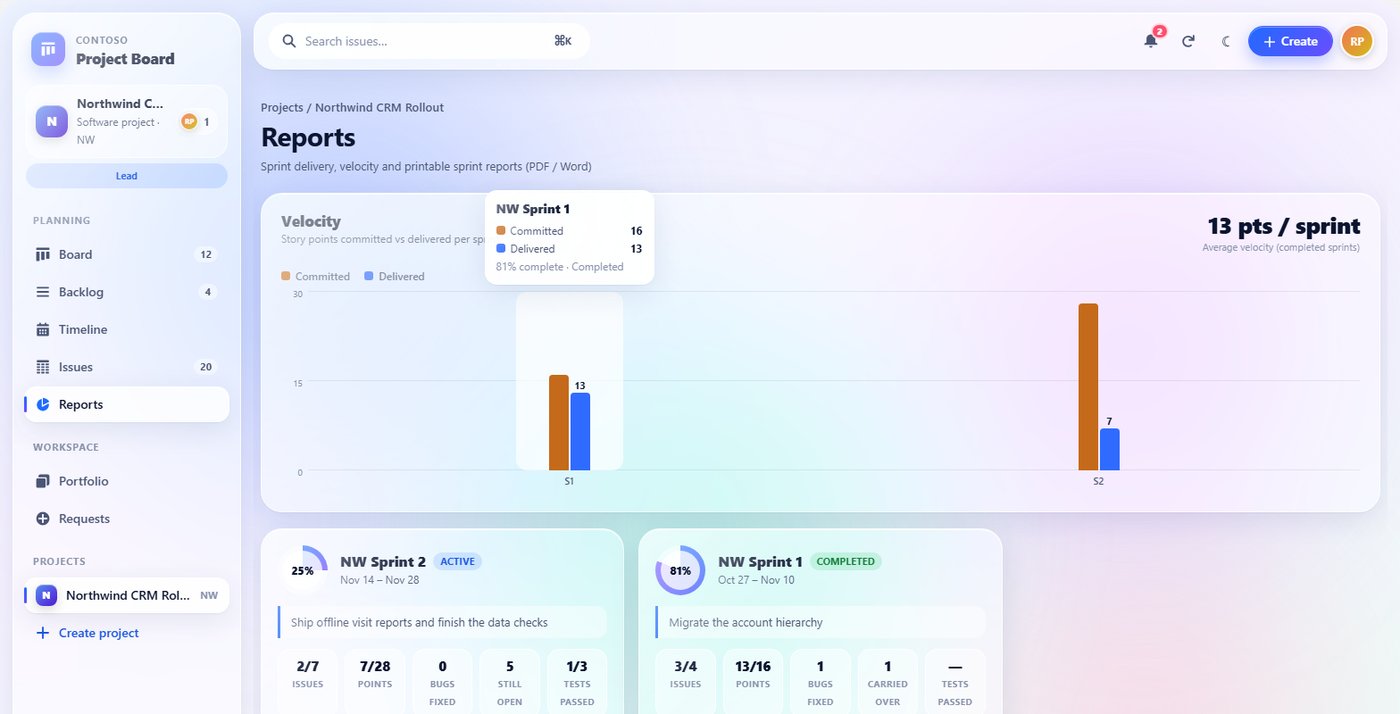 CONTOSO
Project Board
Northwind C...
Software project ·
NW
RP
1
N
Lead
PLANNING
Board 12
Backlog 4
Timeline
Issues 20
Reports
WORKSPACE
Portfolio
Requests
PROJECTS
N Northwind CRM Rol... NW
Create project
Search issues... ⌘K
2
+ Create
RP
Projects / Northwind CRM Rollout
Reports
Sprint delivery, velocity and printable sprint reports (PDF / Word)
Velocity
Story points committed vs delivered per
13 pts / sprint
Average velocity (completed sprints)
Committed Delivered
NW Sprint 1
Committed 16
Delivered 13
81% complete · Completed
30
15
0
13
7
S1 S2
25%
NW Sprint 2 ACTIVE
Nov 14 – Nov 28
Ship offline visit reports and finish the data checks
2/7 7/28 0 5 1/3
ISSUES POINTS BUGS FIXED STILL OPEN TESTS PASSED
81%
NW Sprint 1 COMPLETED
Oct 27 – Nov 10
Migrate the account hierarchy
3/4 13/16 1 1 —
ISSUES POINTS BUGS FIXED CARRIED OVER TESTS PASSED